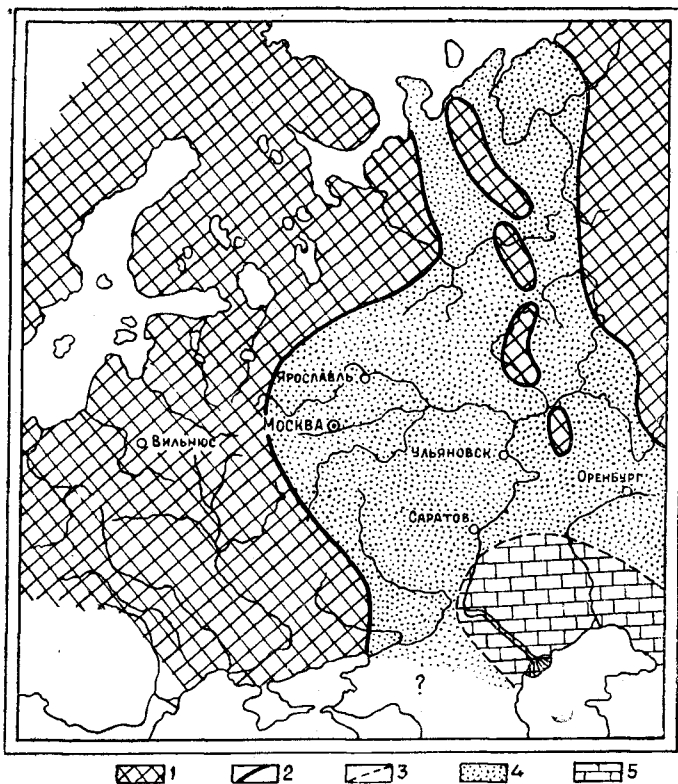 Ярославль
Москва
Вильнюс
Ульяновск
Оренбург
Саратов
?
1 2 3 4 5